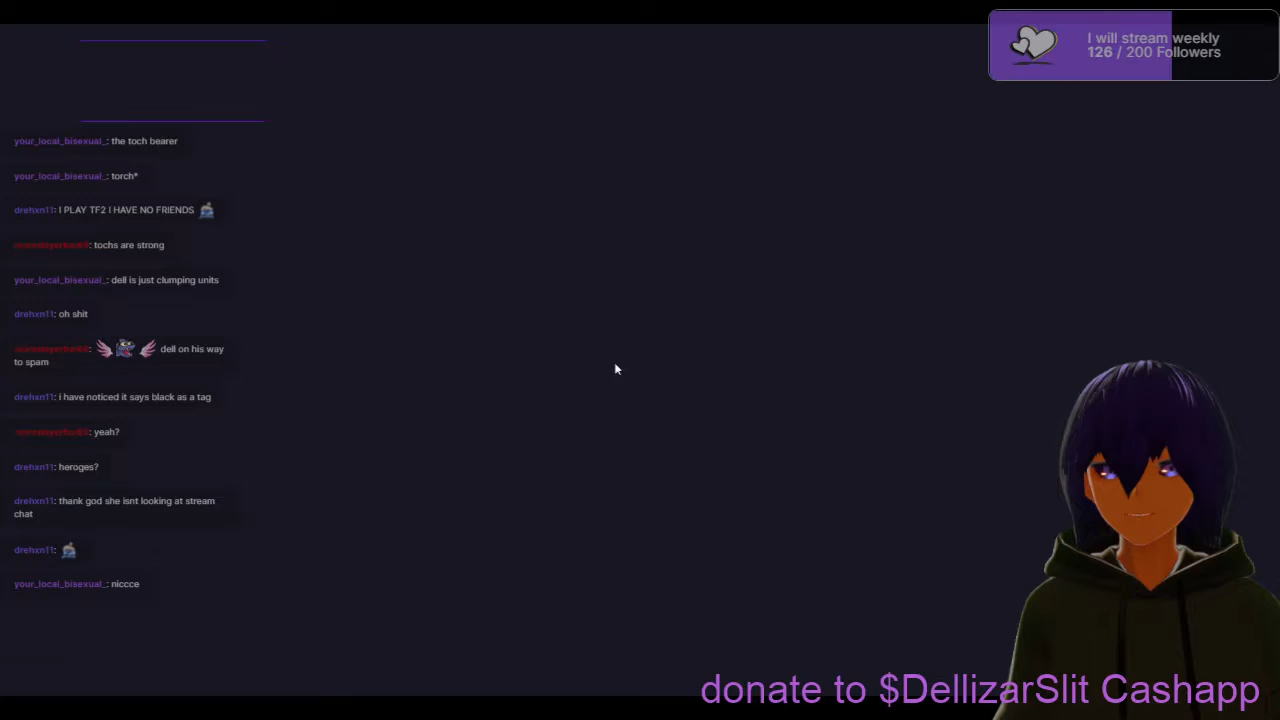 I will stream weekly
126 / 200 Followers
your_local_bisexual_: the toch bearer
your_local_bisexual_: torch*
drehxn11: I PLAY TF2 I HAVE NO FRIENDS
: tochs are strong
your_local_bisexual_: dell is just clumping units
drehxn11: oh shit
: dell on his way
to spam
drehxn11: i have noticed it says black as a tag
: yeah?
drehxn11: heroges?
drehxn11: thank god she isnt looking at stream
chat
drehxn11:
your_local_bisexual_: niccce
donate to $DellizarSlit Cashapp